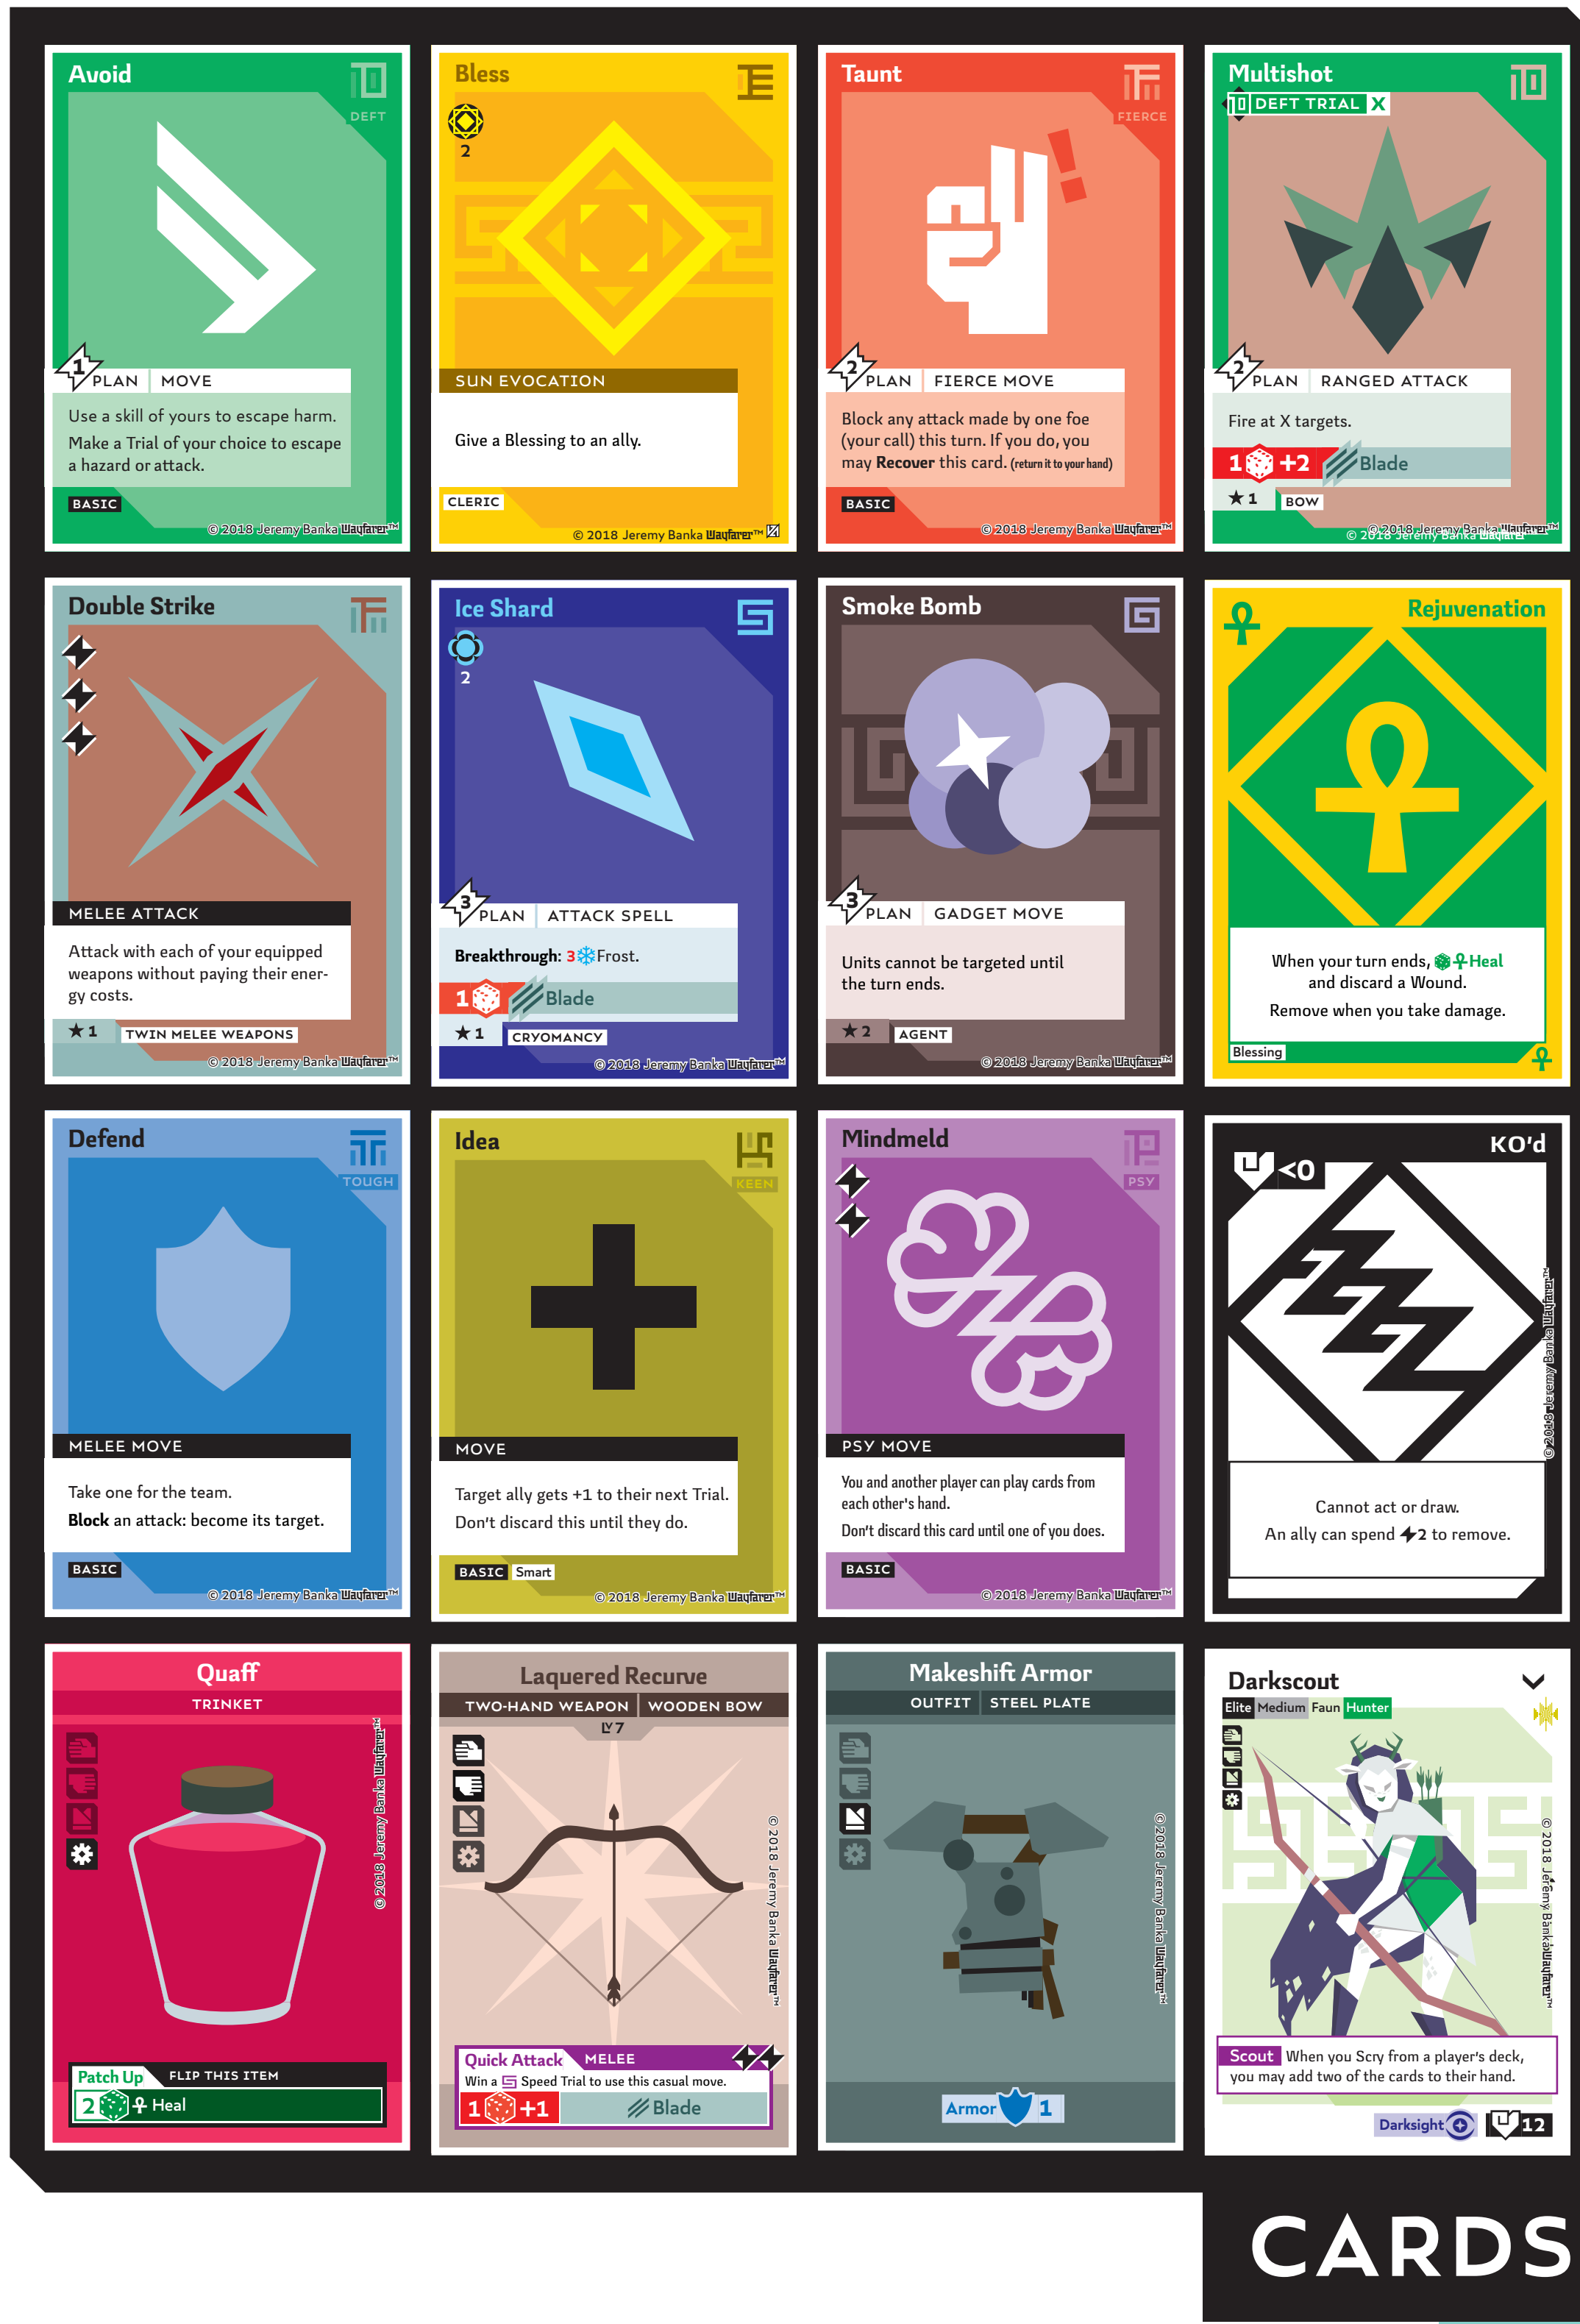 Avoid
DEFT
1 PLAN MOVE
Use a skill of yours to escape harm.
Make a Trial of your choice to escape
a hazard or attack.
BASIC
© 2018 Jeremy Banka Wayfarer™
Bless
2
SUN EVOCATION
Give a Blessing to an ally.
CLERIC
© 2018 Jeremy Banka Wayfarer™
Taunt
FIERCE
!
2 PLAN FIERCE MOVE
Block any attack made by one foe
(your call) this turn. If you do, you
may Recover this card. (return it to your hand)
BASIC
© 2018 Jeremy Banka Wayfarer™
Multishot
DEFT TRIAL X
2 PLAN RANGED ATTACK
Fire at X targets.
1 +2 Blade
★ 1 BOW
© 2018 Jeremy Banka Wayfarer™
© 2018 Jeremy Banka Wayfarer
Double Strike
MELEE ATTACK
Attack with each of your equipped
weapons without paying their ener-
gy costs.
★ 1 TWIN MELEE WEAPONS
© 2018 Jeremy Banka Wayfarer™
Ice Shard
2
3 PLAN ATTACK SPELL
Breakthrough: 3 Frost.
1 Blade
★ 1 CRYOMANCY
© 2018 Jeremy Banka Wayfarer™
Smoke Bomb
3 PLAN GADGET MOVE
Units cannot be targeted until
the turn ends.
★ 2 AGENT
© 2018 Jeremy Banka Wayfarer™
Rejuvenation
When your turn ends, Heal
and discard a Wound.
Remove when you take damage.
Blessing
Defend
TOUGH
MELEE MOVE
Take one for the team.
Block an attack: become its target.
BASIC
© 2018 Jeremy Banka Wayfarer™
Idea
KEEN
MOVE
Target ally gets +1 to their next Trial.
Don't discard this until they do.
BASIC Smart
© 2018 Jeremy Banka Wayfarer™
Mindmeld
PSY
PSY MOVE
You and another player can play cards from
each other's hand.
Don't discard this card until one of you does.
BASIC
© 2018 Jeremy Banka Wayfarer™
KO'd
<0
Cannot act or draw.
An ally can spend 2 to remove.
© 2018 Jeremy Banka Wayfarer™
Quaff
TRINKET
Patch Up FLIP THIS ITEM
2 Heal
© 2018 Jeremy Banka Wayfarer™
Laquered Recurve
TWO-HAND WEAPON WOODEN BOW
LV 7
Quick Attack MELEE
Win a Speed Trial to use this casual move.
1 +1 Blade
© 2018 Jeremy Banka Wayfarer™
Makeshift Armor
OUTFIT STEEL PLATE
Armor 1
© 2018 Jeremy Banka Wayfarer™
Darkscout
Elite Medium Faun Hunter
Scout When you Scry from a player's deck,
you may add two of the cards to their hand.
Darksight 12
© 2018 Jeremy Banka Wayfarer™
CARDS